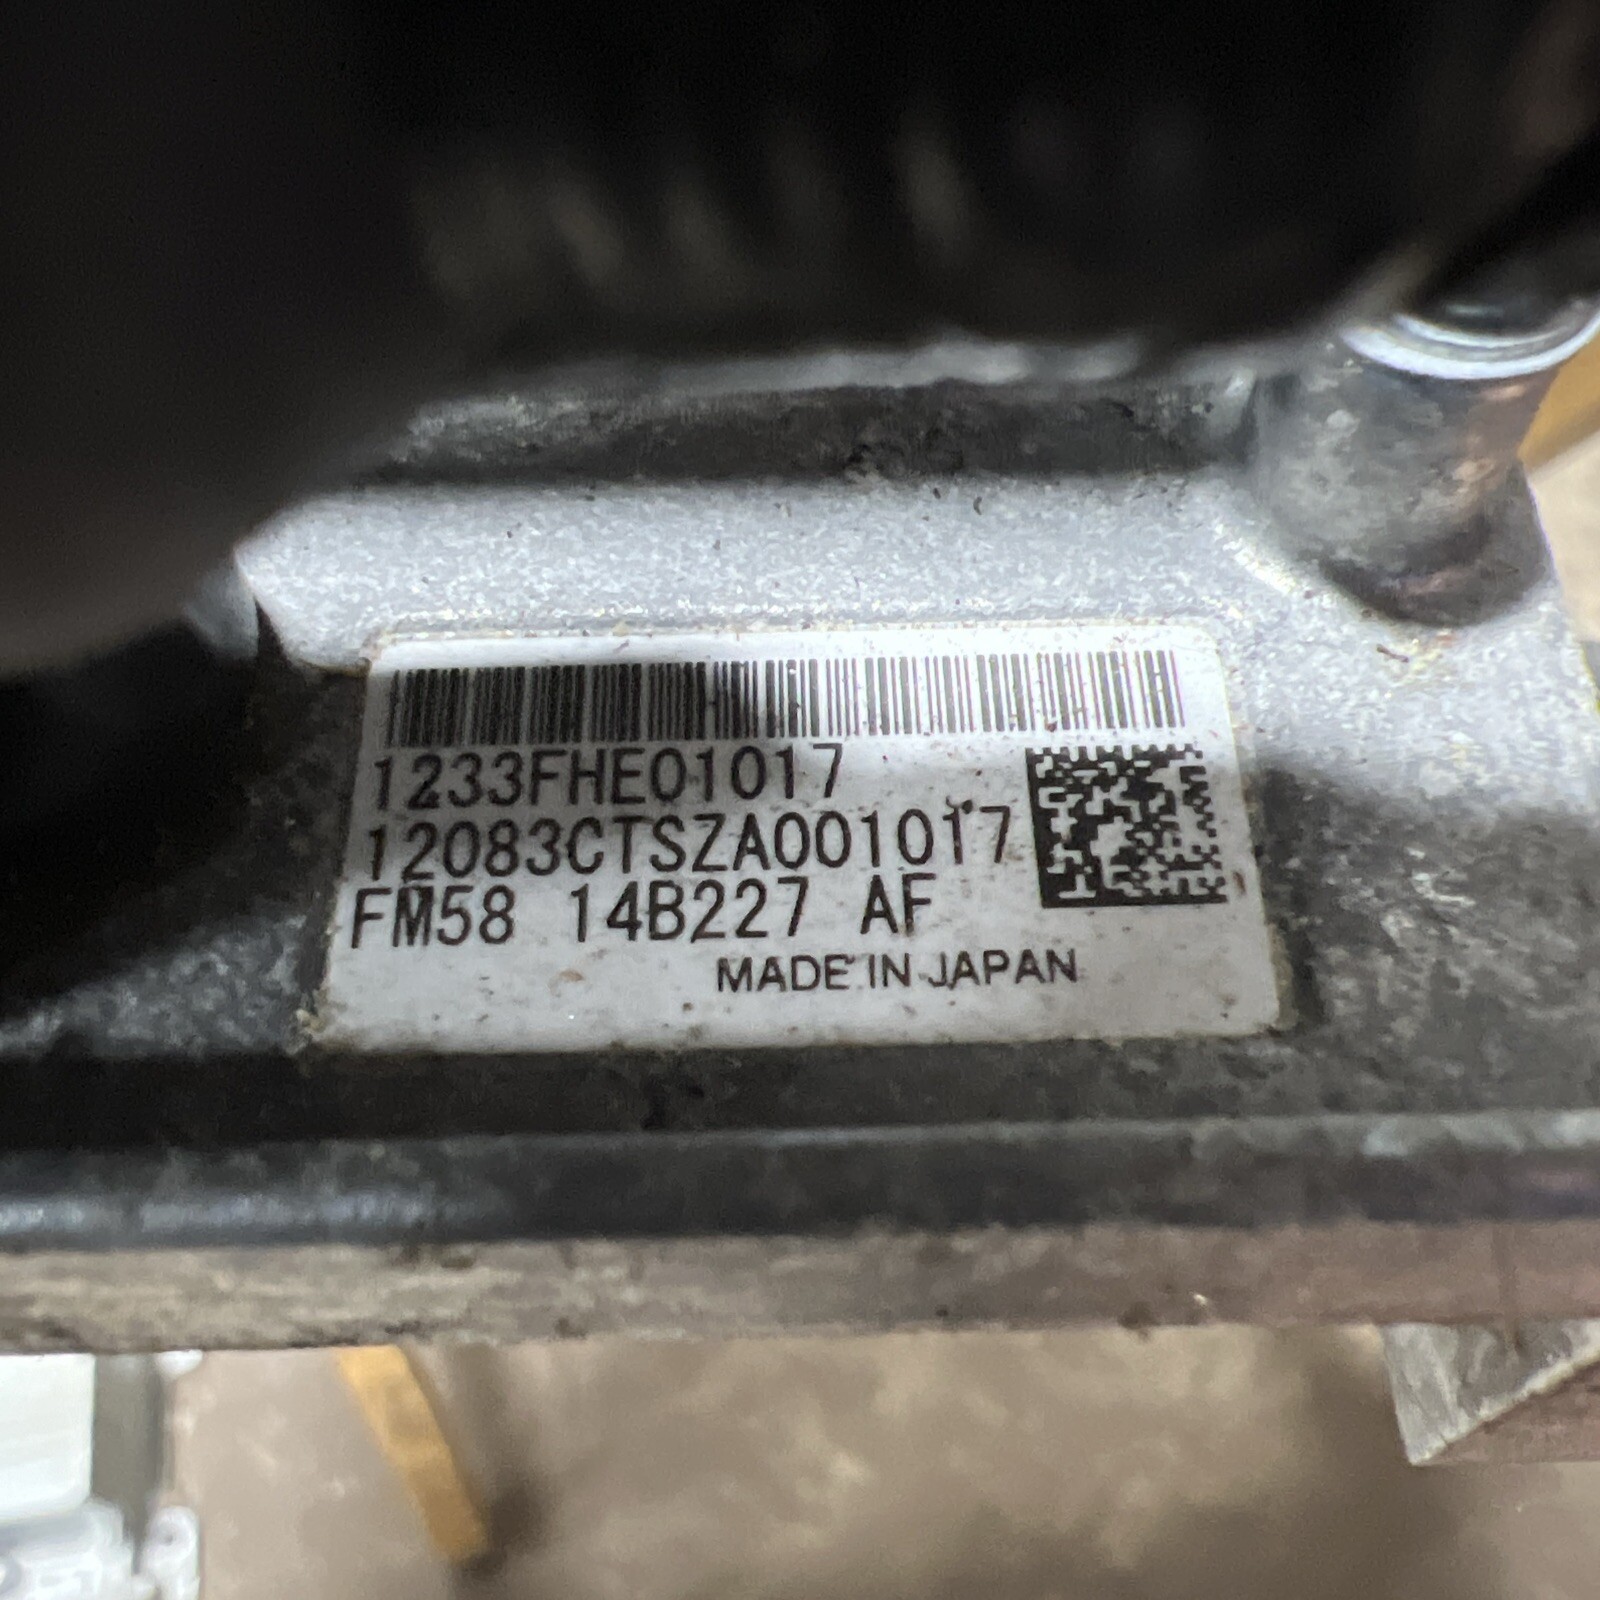 1233FHE01017
12083CTSZA001017
FM58 14B227 AF
MADE IN JAPAN